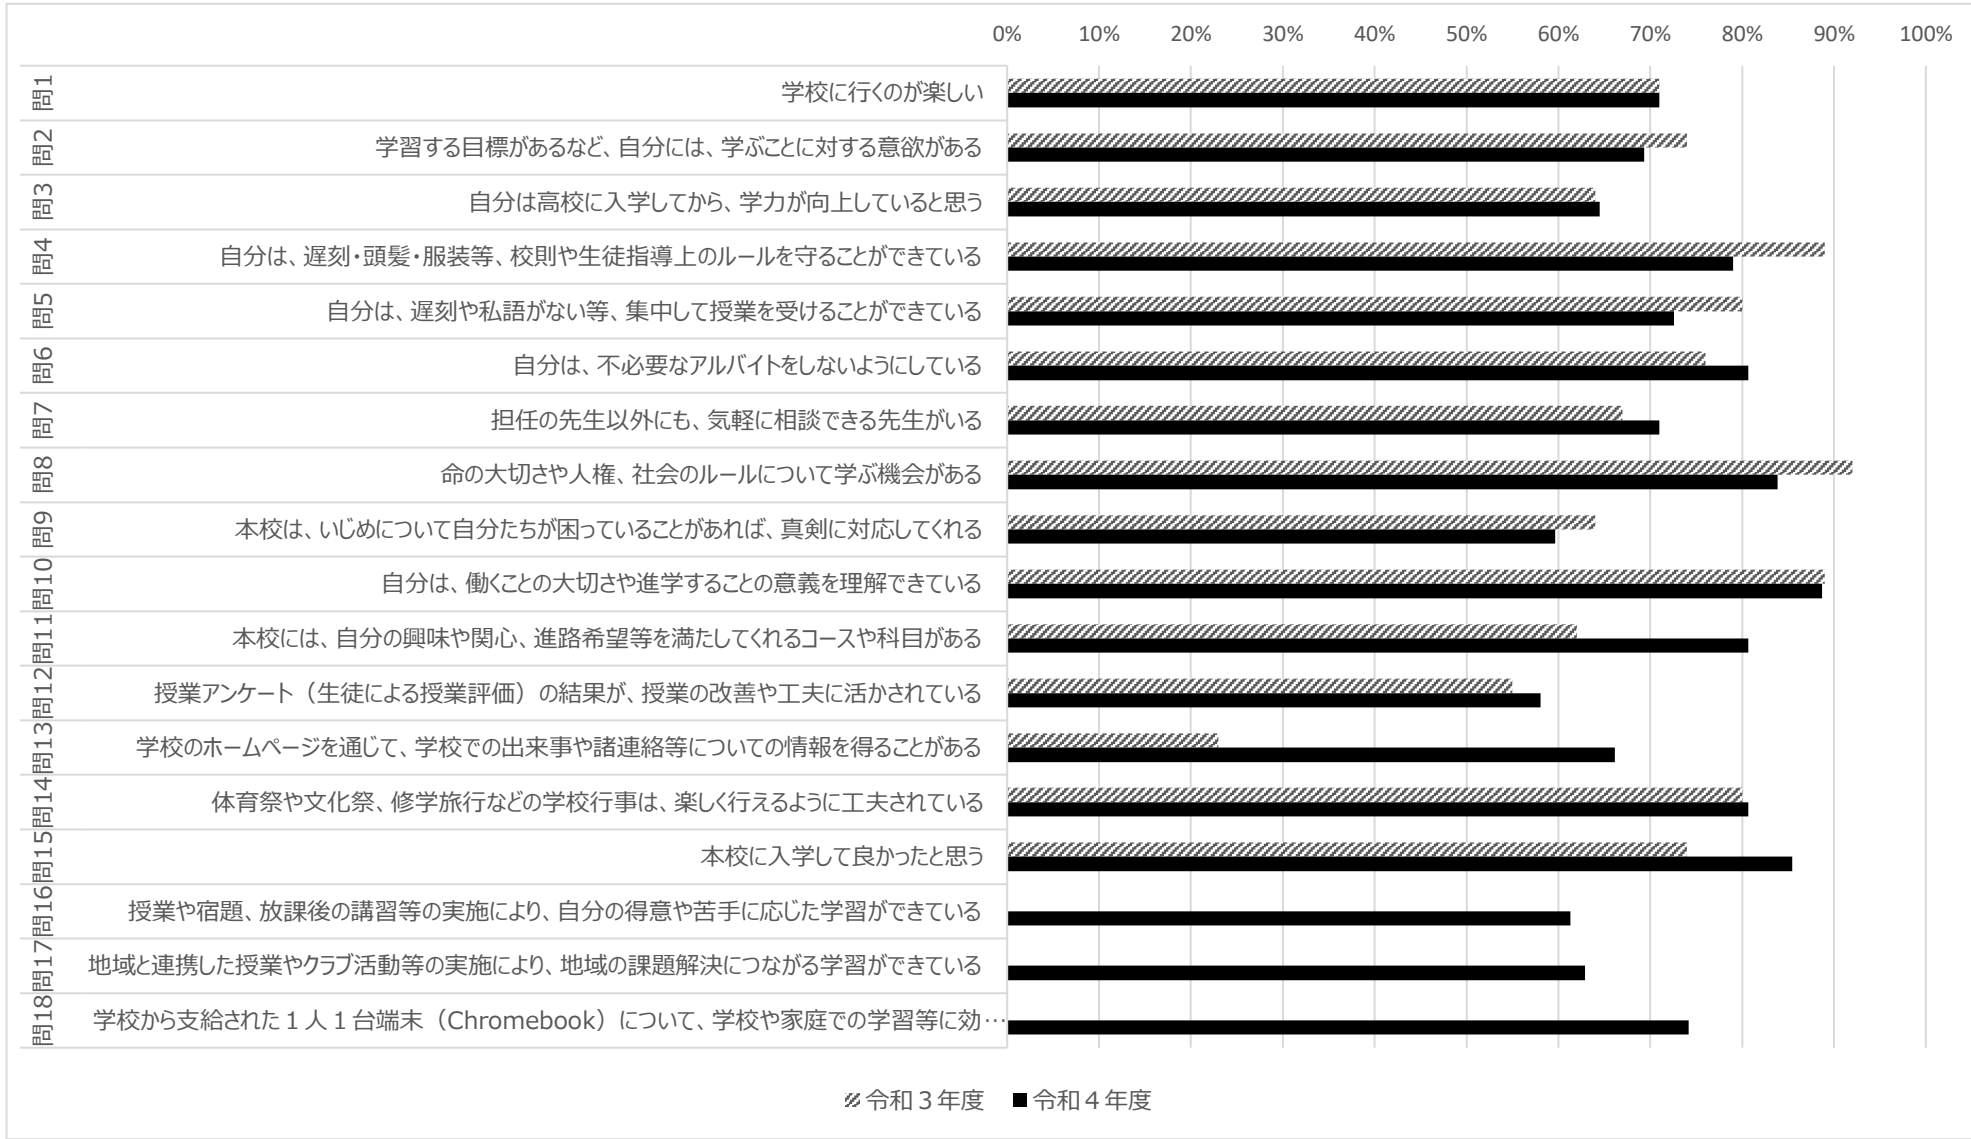 0% 10% 20% 30% 40% 50% 60% 70% 80% 90% 100%
問1 学校に行くのが楽しい
問2 学習する目標があるなど、自分には、学ぶことに対する意欲がある
問3 自分は高校に入学してから、学力が向上していると思う
問4 自分は、遅刻・頭髪・服装等、校則や生徒指導上のルールを守ることができている
問5 自分は、遅刻や私語がない等、集中して授業を受けることができている
問6 自分は、不必要なアルバイトをしないようにしている
問7 担任の先生以外にも、気軽に相談できる先生がいる
問8 命の大切さや人権、社会のルールについて学ぶ機会がある
問9 本校は、いじめについて自分たちが困っていることがあれば、真剣に対応してくれる
問10 自分は、働くことの大切さや進学することの意義を理解できている
問11 本校には、自分の興味や関心、進路希望等を満たしてくれるコースや科目がある
問12 授業アンケート（生徒による授業評価）の結果が、授業の改善や工夫に活かされている
問13 学校のホームページを通じて、学校での出来事や諸連絡等についての情報を得ることがある
問14 体育祭や文化祭、修学旅行などの学校行事は、楽しく行えるように工夫されている
問15 本校に入学して良かったと思う
問16 授業や宿題、放課後の講習等の実施により、自分の得意や苦手に応じた学習ができている
問17 地域と連携した授業やクラブ活動等の実施により、地域の課題解決につながる学習ができている
問18 学校から支給された１人１台端末（Chromebook）について、学校や家庭での学習等に効…
令和３年度 令和４年度